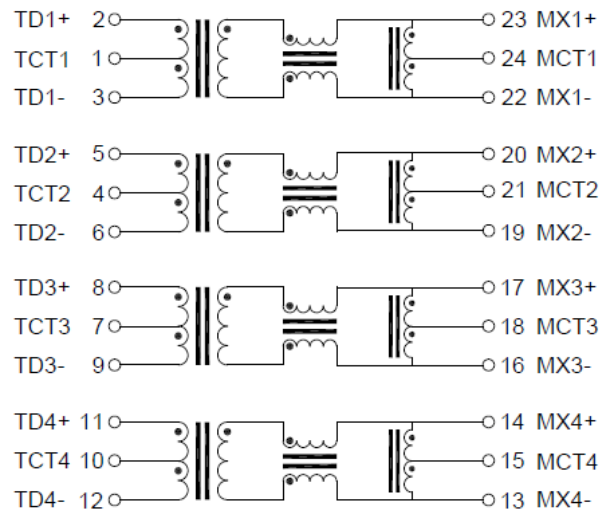 TD1+ 2 23 MX1+
TCT1 1 24 MCT1
TD1- 3 22 MX1-
TD2+ 5 20 MX2+
TCT2 4 21 MCT2
TD2- 6 19 MX2-
TD3+ 8 17 MX3+
TCT3 7 18 MCT3
TD3- 9 16 MX3-
TD4+ 11 14 MX4+
TCT4 10 15 MCT4
TD4- 12 13 MX4-